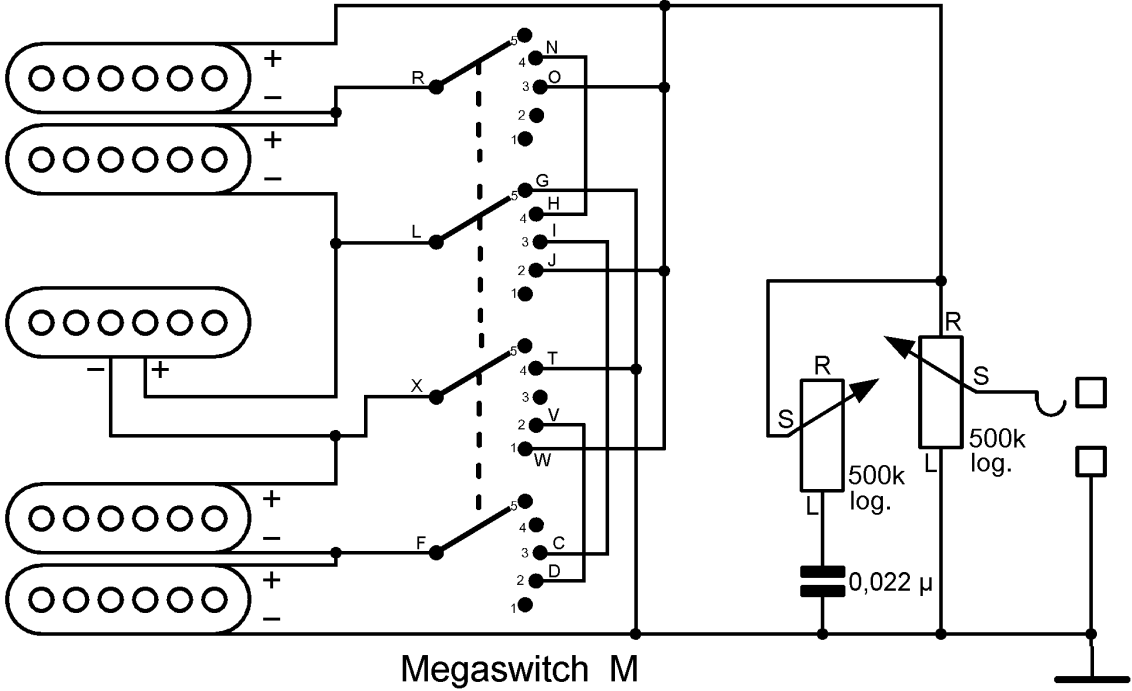 +
−
+
−
− +
+
−
+
−
R
5
4 N
3 O
2
1
L
5 G
4 H
3 I
2 J
1
X
5
4 T
3
2 V
1 W
F
5
4
3 C
2 D
1
R
S
L
500k
log.
R
S
L
500k
log.
0,022 µ
Megaswitch M